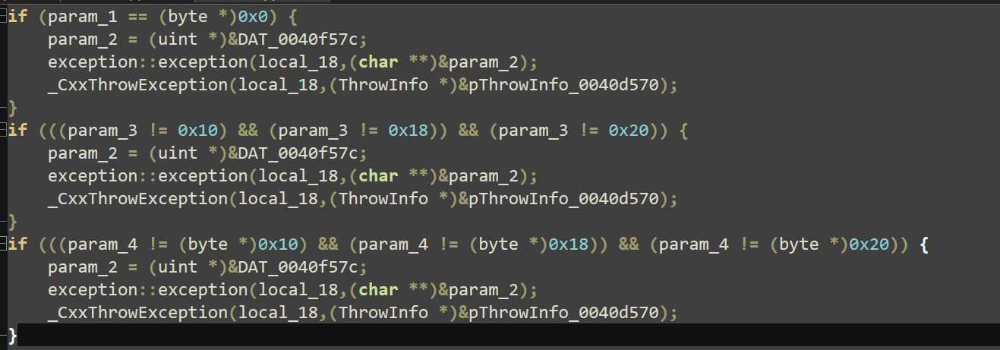 if (param_1 == (byte *)0x0) {
    param_2 = (uint *)&DAT_0040f57c;
    exception::exception(local_18,(char **)&param_2);
    _CxxThrowException(local_18,(ThrowInfo *)&pThrowInfo_0040d570);
}
if (((param_3 != 0x10) && (param_3 != 0x18)) && (param_3 != 0x20)) {
    param_2 = (uint *)&DAT_0040f57c;
    exception::exception(local_18,(char **)&param_2);
    _CxxThrowException(local_18,(ThrowInfo *)&pThrowInfo_0040d570);
}
if (((param_4 != (byte *)0x10) && (param_4 != (byte *)0x18)) && (param_4 != (byte *)0x20)) {
    param_2 = (uint *)&DAT_0040f57c;
    exception::exception(local_18,(char **)&param_2);
    _CxxThrowException(local_18,(ThrowInfo *)&pThrowInfo_0040d570);
}